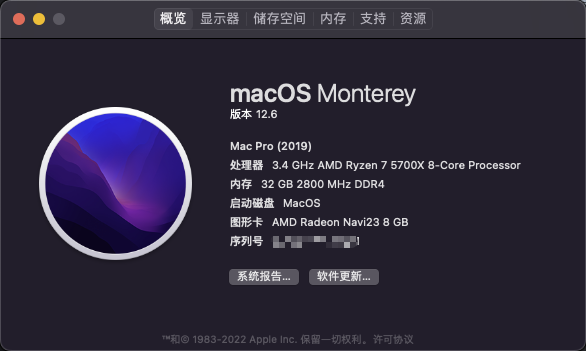 概览 显示器 储存空间 内存 支持 资源
macOS Monterey
版本 12.6
Mac Pro (2019)
处理器 3.4 GHz AMD Ryzen 7 5700X 8-Core Processor
内存 32 GB 2800 MHz DDR4
启动磁盘 MacOS
图形卡 AMD Radeon Navi23 8 GB
序列号
系统报告... 软件更新...
™和© 1983-2022 Apple Inc. 保留一切权利。许可协议